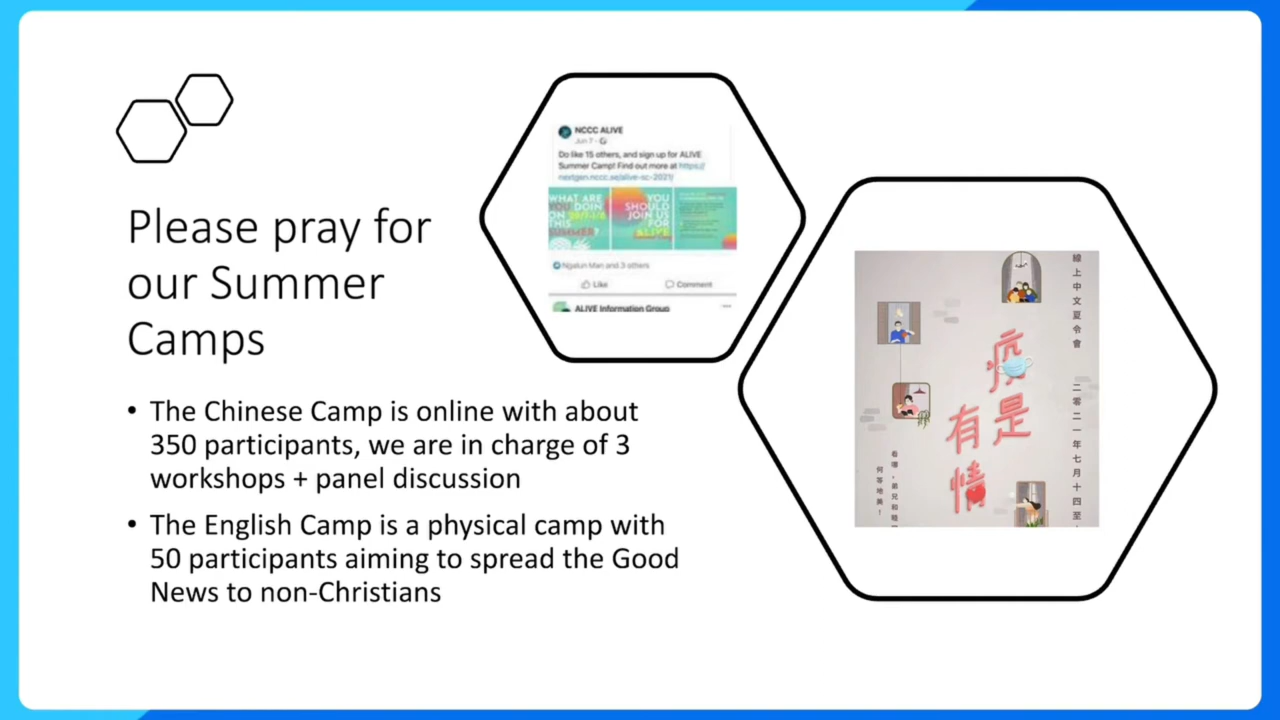 Please pray for
our Summer
Camps
• The Chinese Camp is online with about
350 participants, we are in charge of 3
workshops + panel discussion
• The English Camp is a physical camp with
50 participants aiming to spread the Good
News to non-Christians
NCCC ALIVE
Jun 7
Do like 15 others, and sign up for ALIVE
Summer Camp! Find out more at https://
nextgen.nccc.se/alive-sc-2021/
WHAT ARE
YOU DOIN
ON
THIS
SUMMER
YOU
SHOULD
JOIN US
FOR
ALIVE
Ngalun Man and 3 others
Like
Comment
ALIVE Information Group
線上中文夏令會
二零二一年七月十四至
疫
是
有
情
看哪，弟兄和睦
何等地美！